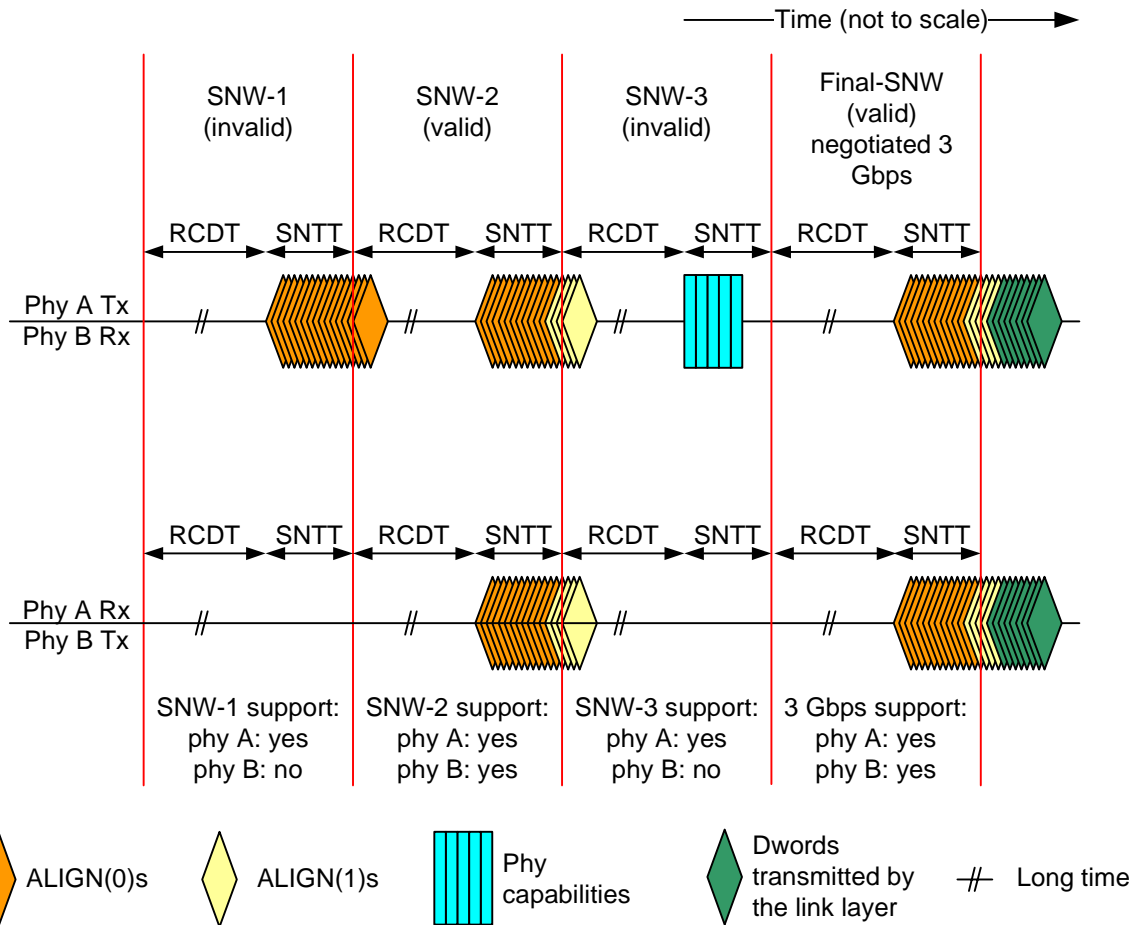 Time (not to scale)
SNW-1
(invalid)
SNW-2
(valid)
SNW-3
(invalid)
Final-SNW
(valid)
negotiated 3
Gbps
RCDT SNTT RCDT SNTT RCDT SNTT RCDT SNTT
Phy A Tx
Phy B Rx
RCDT SNTT RCDT SNTT RCDT SNTT RCDT SNTT
Phy A Rx
Phy B Tx
SNW-1 support:
phy A: yes
phy B: no
SNW-2 support:
phy A: yes
phy B: yes
SNW-3 support:
phy A: yes
phy B: no
3 Gbps support:
phy A: yes
phy B: yes
ALIGN(0)s
ALIGN(1)s
Phy
capabilities
Dwords
transmitted by
the link layer
Long time